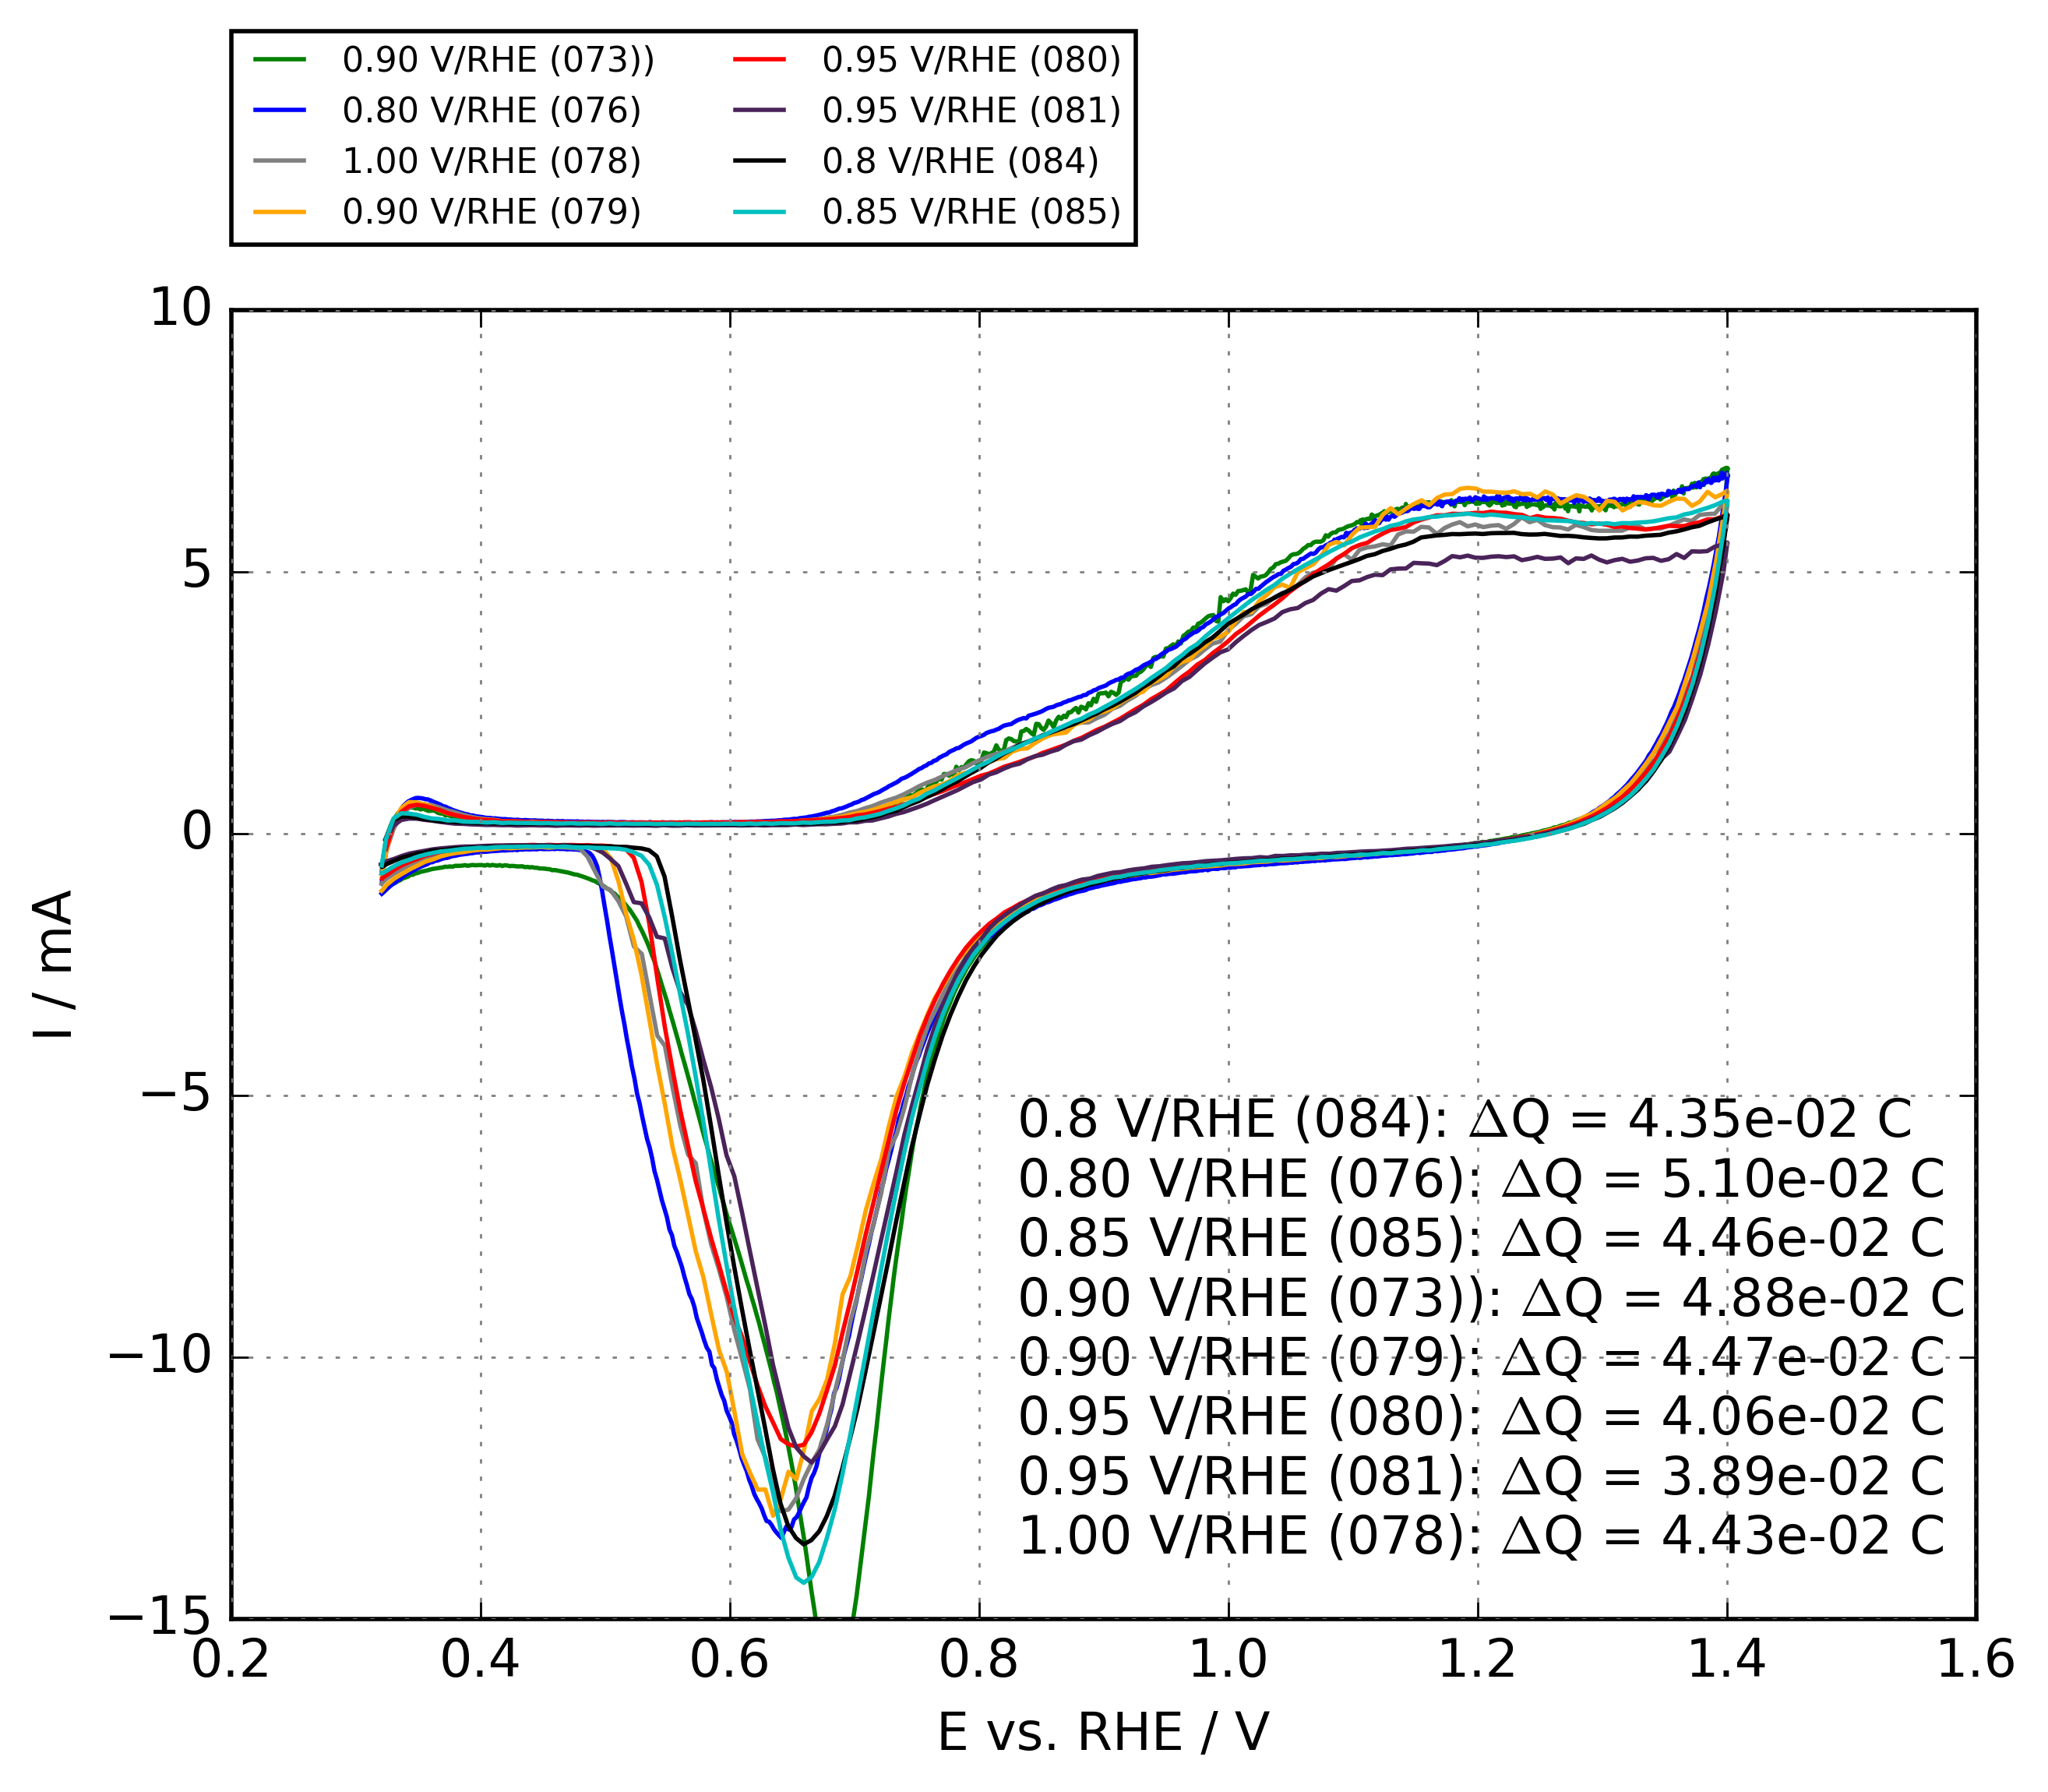 0.90 V/RHE (073))
0.80 V/RHE (076)
1.00 V/RHE (078)
0.90 V/RHE (079)
0.95 V/RHE (080)
0.95 V/RHE (081)
0.8 V/RHE (084)
0.85 V/RHE (085)
10
5
0
−5
−10
−15
I / mA
0.8 V/RHE (084): ΔQ = 4.35e-02 C
0.80 V/RHE (076): ΔQ = 5.10e-02 C
0.85 V/RHE (085): ΔQ = 4.46e-02 C
0.90 V/RHE (073)): ΔQ = 4.88e-02 C
0.90 V/RHE (079): ΔQ = 4.47e-02 C
0.95 V/RHE (080): ΔQ = 4.06e-02 C
0.95 V/RHE (081): ΔQ = 3.89e-02 C
1.00 V/RHE (078): ΔQ = 4.43e-02 C
0.2 0.4 0.6 0.8 1.0 1.2 1.4 1.6
E vs. RHE / V